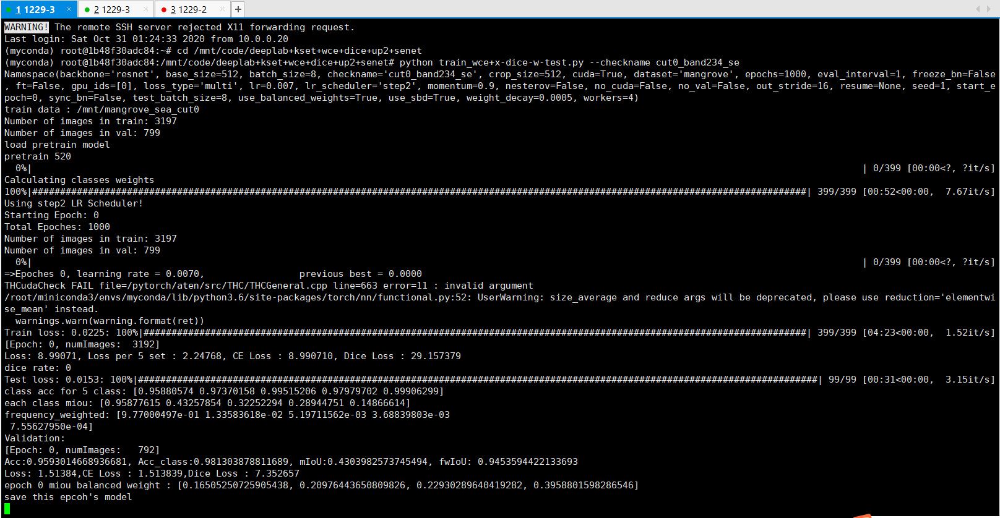 1 1229-3 × 2 1229-3 × 3 1229-2 × +
WARNING! The remote SSH server rejected X11 forwarding request.
Last login: Sat Oct 31 01:24:33 2020 from 10.0.0.20
(myconda) root@1b48f30adc84:~# cd /mnt/code/deeplab+kset+wce+dice+up2+senet
(myconda) root@1b48f30adc84:/mnt/code/deeplab+kset+wce+dice+up2+senet# python train_wce+x-dice-w-test.py --checkname cut0_band234_se
Namespace(backbone='resnet', base_size=512, batch_size=8, checkname='cut0_band234_se', crop_size=512, cuda=True, dataset='mangrove', epochs=1000, eval_interval=1, freeze_bn=False
, ft=False, gpu_ids=[0], loss_type='multi', lr=0.007, lr_scheduler='step2', momentum=0.9, nesterov=False, no_cuda=False, no_val=False, out_stride=16, resume=None, seed=1, start_e
poch=0, sync_bn=False, test_batch_size=8, use_balanced_weights=True, use_sbd=True, weight_decay=0.0005, workers=4)
train data : /mnt/mangrove_sea_cut0
Number of images in train: 3197
Number of images in val: 799
load pretrain model
pretrain 520
0%| | 0/399 [00:00<?, ?it/s]
Calculating classes weights
100%|###########################################################################################################################################| 399/399 [00:52<00:00, 7.67it/s]
Using step2 LR Scheduler!
Starting Epoch: 0
Total Epoches: 1000
Number of images in train: 3197
Number of images in val: 799
0%| | 0/399 [00:00<?, ?it/s]
=>Epoches 0, learning rate = 0.0070, previous best = 0.0000
THCudaCheck FAIL file=/pytorch/aten/src/THC/THCGeneral.cpp line=663 error=11 : invalid argument
/root/miniconda3/envs/myconda/lib/python3.6/site-packages/torch/nn/functional.py:52: UserWarning: size_average and reduce args will be deprecated, please use reduction='elementwi
se_mean' instead.
warnings.warn(warning.format(ret))
Train loss: 0.0225: 100%|#######################################################################################################################| 399/399 [04:23<00:00, 1.52it/s]
[Epoch: 0, numImages: 3192]
Loss: 8.99071, Loss per 5 set : 2.24768, CE Loss : 8.990710, Dice Loss : 29.157379
dice rate: 0
Test loss: 0.0153: 100%|##########################################################################################################################| 99/99 [00:31<00:00, 3.15it/s]
class acc for 5 class: [0.95880574 0.97370158 0.99515206 0.97979702 0.99906299]
each class miou: [0.95877615 0.43257854 0.32252294 0.28944751 0.14866614]
frequency_weighted: [9.77000497e-01 1.33583618e-02 5.19711562e-03 3.68839803e-03
7.55627950e-04]
Validation:
[Epoch: 0, numImages: 792]
Acc:0.9593014668936681, Acc_class:0.981303878811689, mIoU:0.4303982573745494, fwIoU: 0.9453594422133693
Loss: 1.51384,CE Loss : 1.513839,Dice Loss : 7.352657
epoch 0 miou balanced weight : [0.16505250725905438, 0.20976443650809826, 0.22930289640419282, 0.3958801598286546]
save this epcoh's model